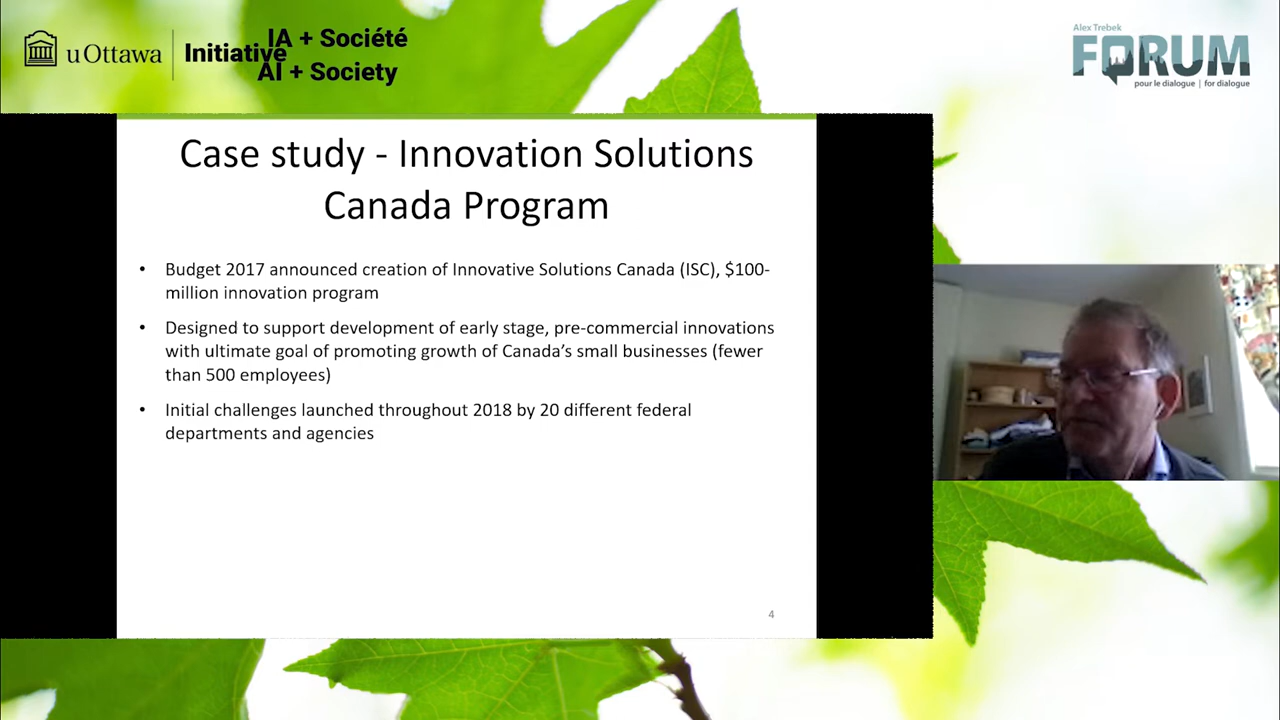 uOttawa
Initiative
IA + Société
AI + Society
Alex Trebek
FORUM
pour le dialogue | for dialogue
Case study - Innovation Solutions
Canada Program
• Budget 2017 announced creation of Innovative Solutions Canada (ISC), $100-
million innovation program
• Designed to support development of early stage, pre-commercial innovations
with ultimate goal of promoting growth of Canada’s small businesses (fewer
than 500 employees)
• Initial challenges launched throughout 2018 by 20 different federal
departments and agencies
4